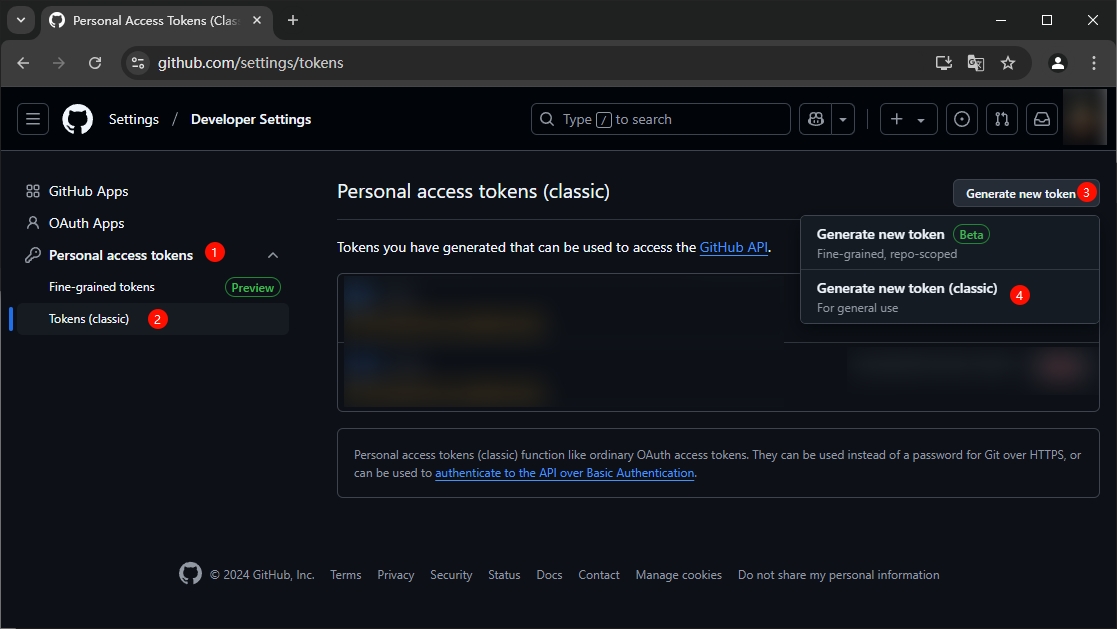 Personal Access Tokens (Clas
github.com/settings/tokens
Settings / Developer Settings
Type / to search
GitHub Apps
OAuth Apps
Personal access tokens 1
Fine-grained tokens Preview
Tokens (classic) 2
Personal access tokens (classic)
Generate new token 3
Generate new token Beta
Fine-grained, repo-scoped
Generate new token (classic) 4
For general use
Tokens you have generated that can be used to access the GitHub API.
Personal access tokens (classic) function like ordinary OAuth access tokens. They can be used instead of a password for Git over HTTPS, or
can be used to authenticate to the API over Basic Authentication.
© 2024 GitHub, Inc. Terms Privacy Security Status Docs Contact Manage cookies Do not share my personal information